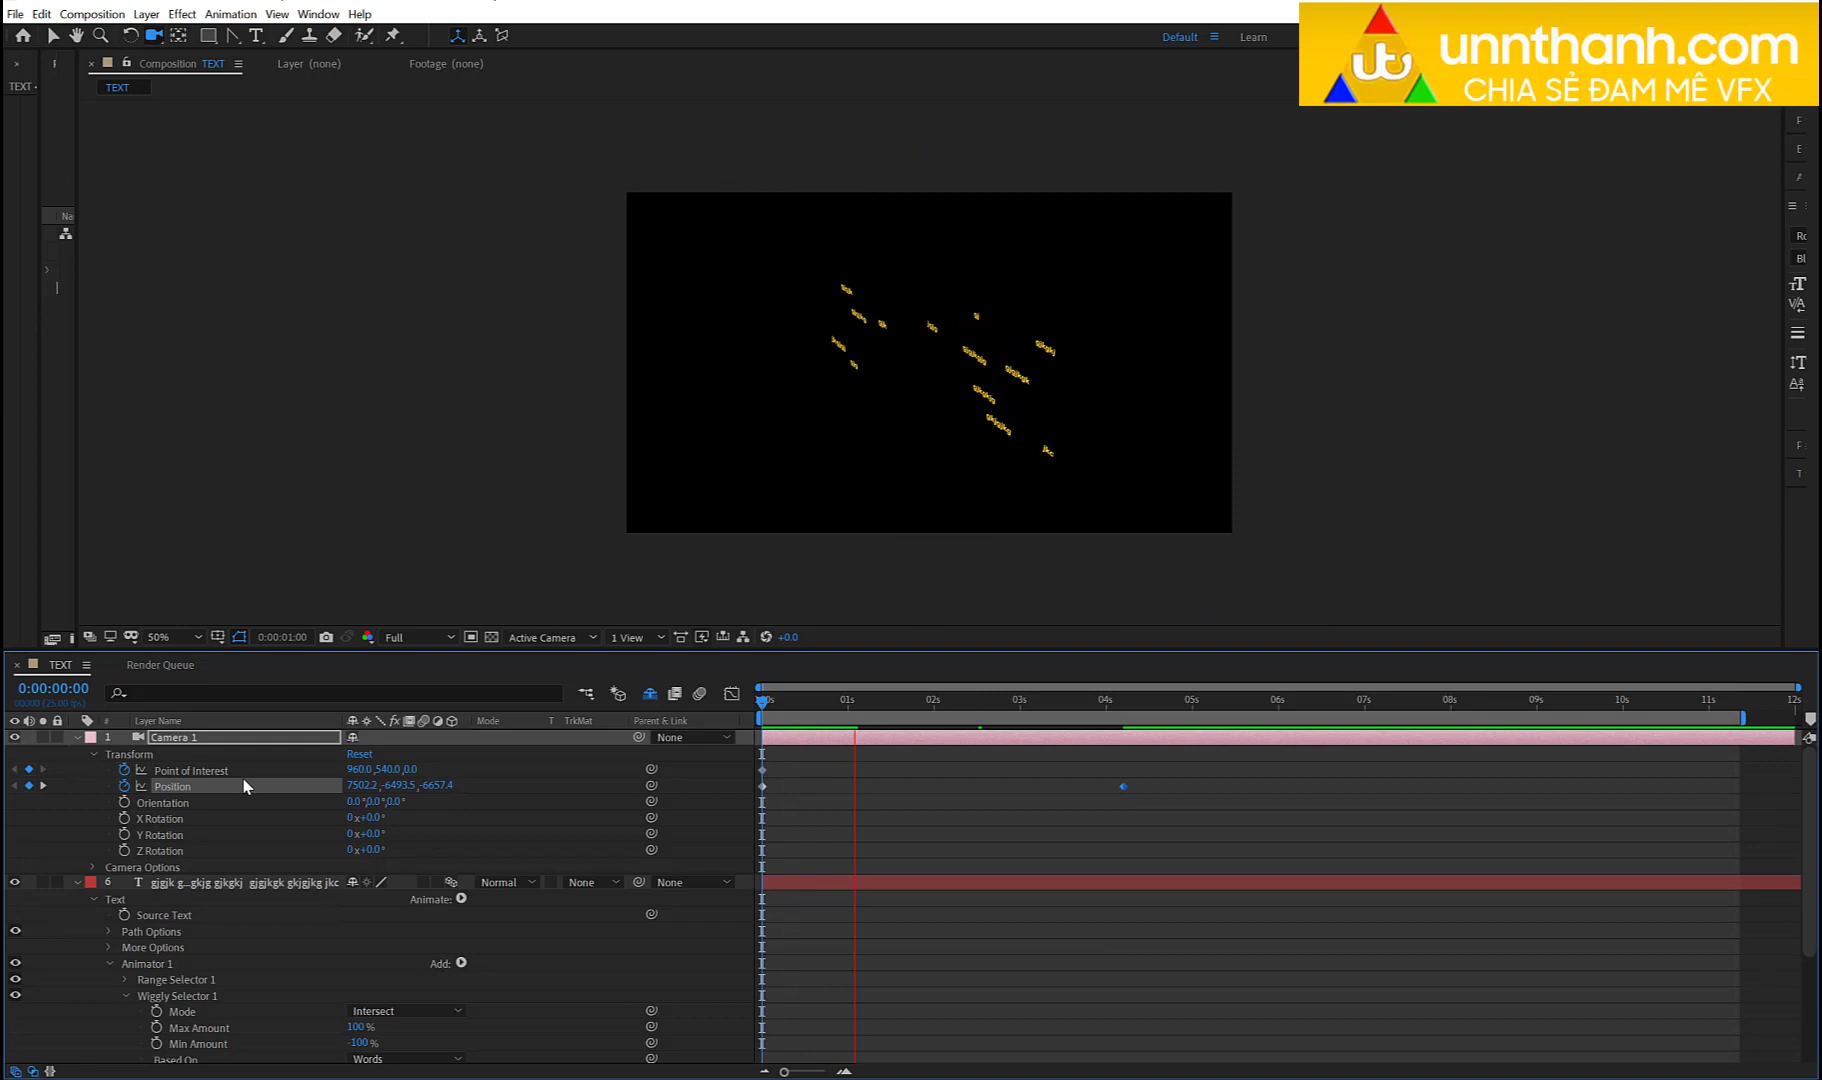 File Edit Composition Layer Effect Animation View Window Help
unnthanh.com
CHIA SẺ ĐAM MÊ VFX
Default Learn
Composition TEXT Layer (none) Footage (none)
TEXT
TEXT
Na
50% 0:00:01:00 Full Active Camera 1 View +0.0
TEXT Render Queue
0:00:00:00
00000 (25.00 fps)
:00s 01s 02s 03s 04s 05s 06s 07s 08s 09s 10s 11s 12s
# Layer Name Mode T TrkMat Parent & Link
1 Camera 1 None
Transform Reset
Point of Interest 960.0,540.0,0.0
Position 7502.2,-6493.5,-6657.4
Orientation 0.0°,0.0°,0.0°
X Rotation 0x+0.0°
Y Rotation 0x+0.0°
Z Rotation 0x+0.0°
Camera Options
6 T gjgjk g...gkjg gjkgkj gjgjkgk gkjgjkg jkc Normal None None
Text Animate:
Source Text
Path Options
More Options
Animator 1 Add:
Range Selector 1
Wiggly Selector 1
Mode Intersect
Max Amount 100%
Min Amount -100%
Based On Words